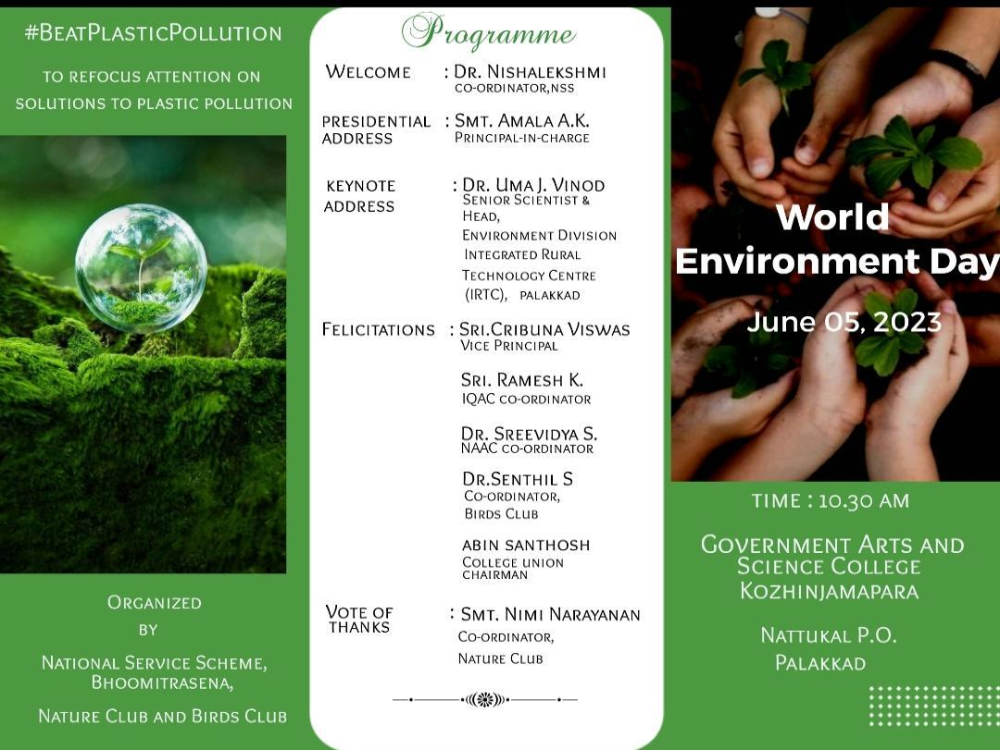 #BeatPlasticPollution
to refocus attention on
solutions to plastic pollution
Organized
by
National Service Scheme,
Bhoomitrasena,
Nature Club and Birds Club
Programme
Welcome : Dr. Nishalekshmi
co-ordinator,nss
presidential : Smt. Amala A.K.
address Principal-in-charge
keynote : Dr. Uma J. Vinod
address Senior Scientist &
Head,
Environment Division
Integrated Rural
Technology Centre
(IRTC), palakkad
Felicitations : Sri.Cribuna Viswas
Vice Principal
Sri. Ramesh K.
IQAC co-ordinator
Dr. Sreevidya S.
NAAC co-ordinator
Dr.Senthil S
Co-ordinator,
Birds Club
abin santhosh
College union
chairman
Vote of : Smt. Nimi Narayanan
thanks
Co-ordinator,
Nature Club
World
Environment Day
June 05, 2023
time : 10.30 am
Government Arts and
Science College
Kozhinjamapara
Nattukal P.O.
Palakkad